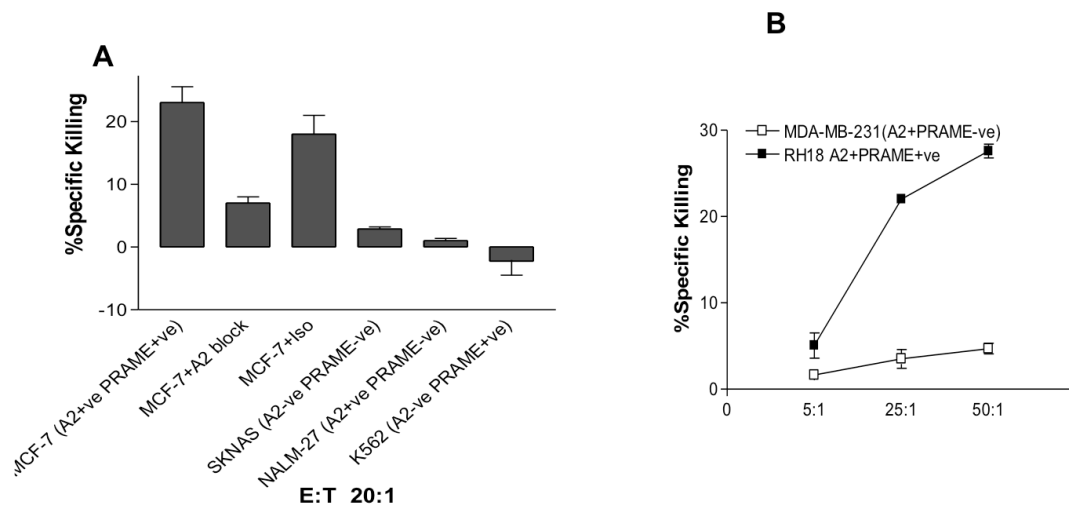 A
%Specific Killing
20
10
0
-10
MCF-7 (A2+ve PRAME+ve)
MCF-7+A2 block
MCF-7+Iso
SKNAS (A2-ve PRAME-ve)
NALM-27 (A2+ve PRAME-ve)
K562 (A2-ve PRAME+ve)
E:T 20:1
B
%Specific Killing
30
20
10
0
MDA-MB-231(A2+PRAME-ve)
RH18 A2+PRAME+ve
0
5:1
25:1
50:1